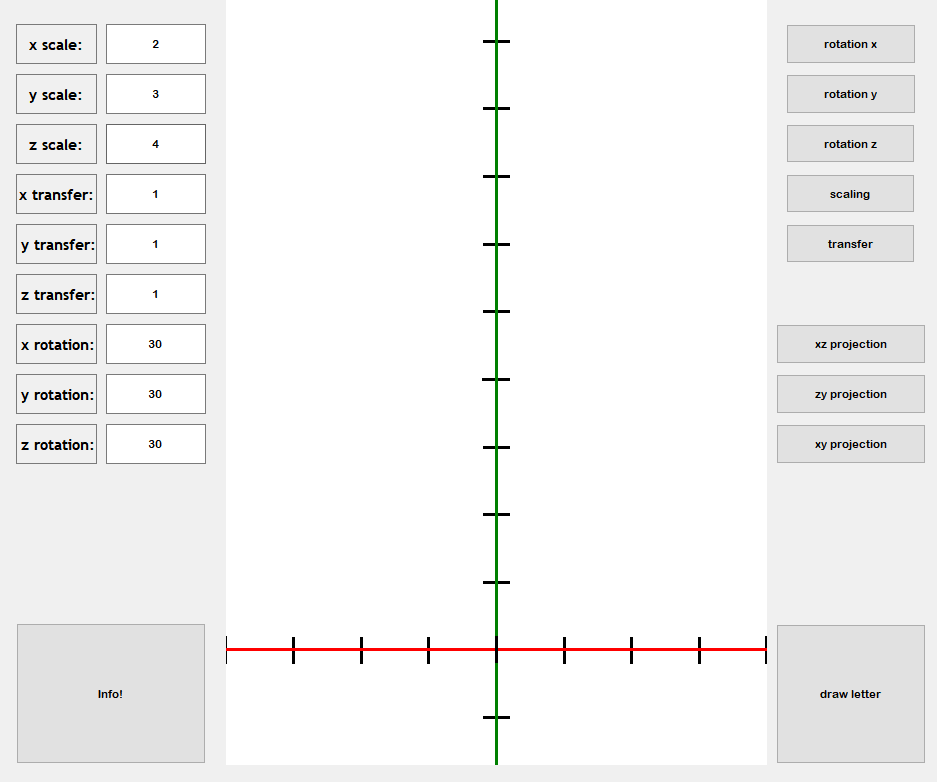 x scale: 2
y scale: 3
z scale: 4
x transfer: 1
y transfer: 1
z transfer: 1
x rotation: 30
y rotation: 30
z rotation: 30
Info!
rotation x
rotation y
rotation z
scaling
transfer
xz projection
zy projection
xy projection
draw letter